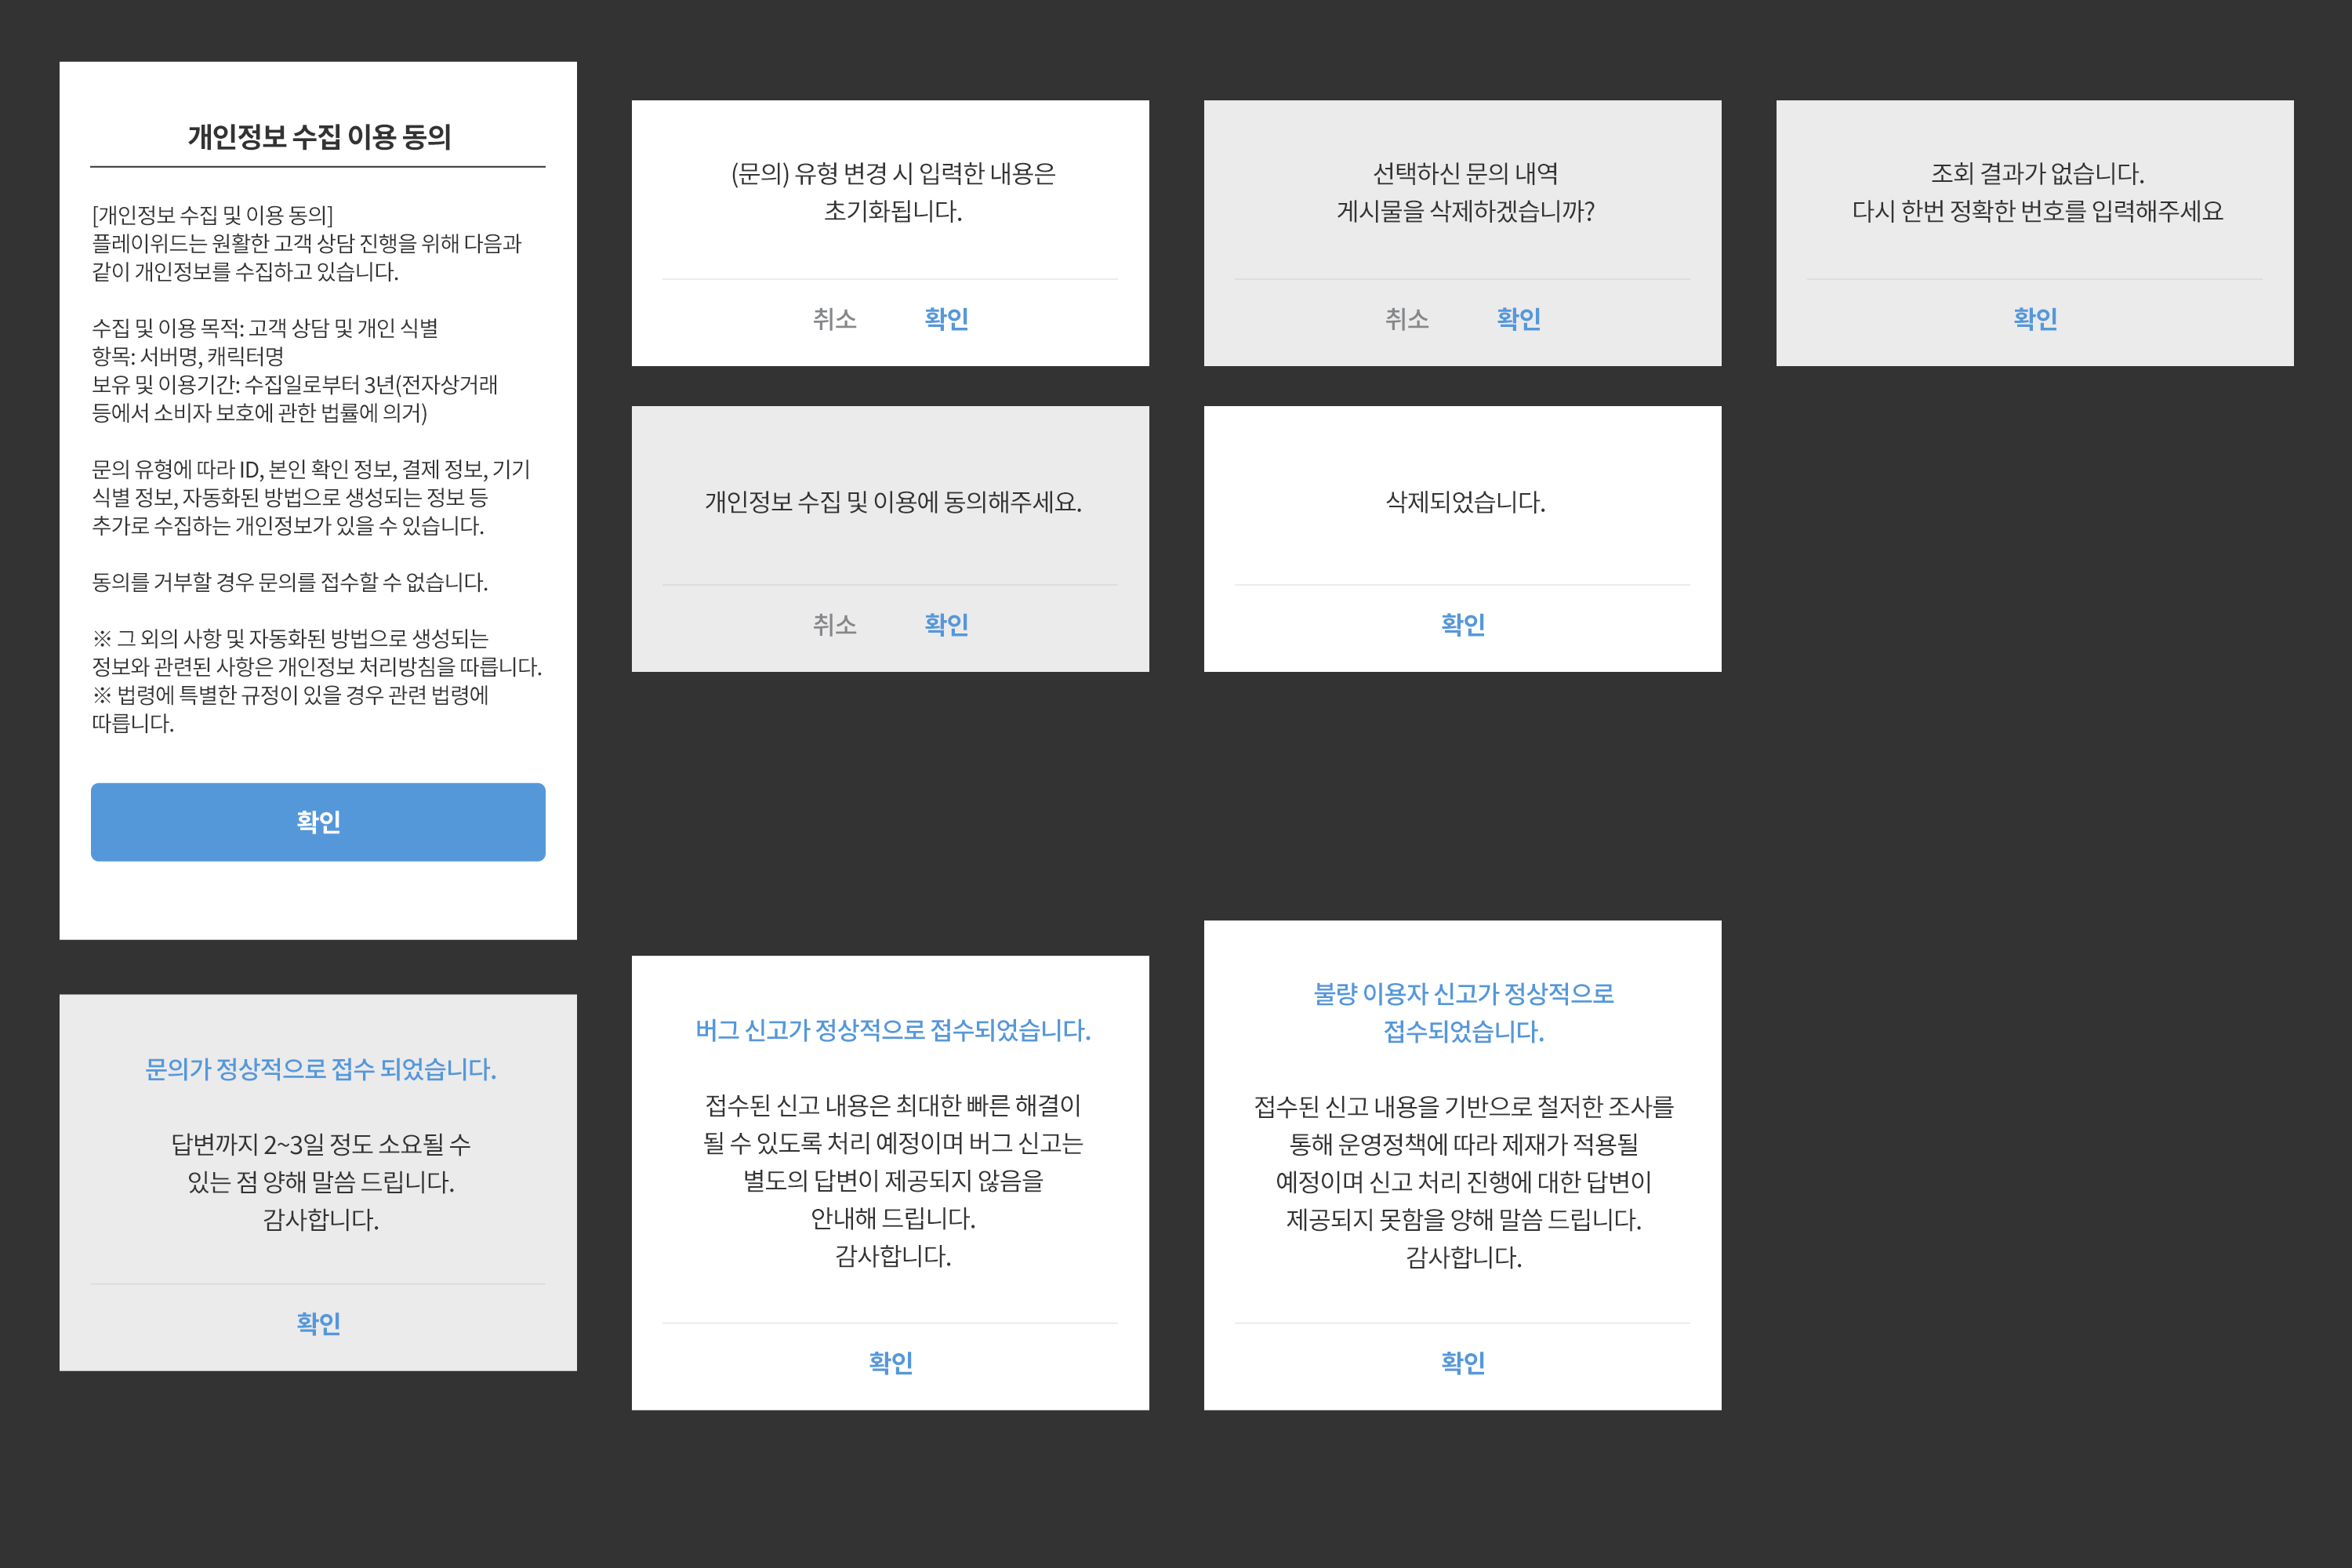 개인정보 수집 이용 동의
[개인정보 수집 및 이용 동의]
플레이위드는 원활한 고객 상담 진행을 위해 다음과
같이 개인정보를 수집하고 있습니다.
수집 및 이용 목적: 고객 상담 및 개인 식별
항목: 서버명, 캐릭터명
보유 및 이용기간: 수집일로부터 3년(전자상거래
등에서 소비자 보호에 관한 법률에 의거)
문의 유형에 따라 ID, 본인 확인 정보, 결제 정보, 기기
식별 정보, 자동화된 방법으로 생성되는 정보 등
추가로 수집하는 개인정보가 있을 수 있습니다.
동의를 거부할 경우 문의를 접수할 수 없습니다.
※ 그 외의 사항 및 자동화된 방법으로 생성되는
정보와 관련된 사항은 개인정보 처리방침을 따릅니다.
※ 법령에 특별한 규정이 있을 경우 관련 법령에
따릅니다.
확인
(문의) 유형 변경 시 입력한 내용은
초기화됩니다.
취소 확인
선택하신 문의 내역
게시물을 삭제하겠습니까?
취소 확인
조회 결과가 없습니다.
다시 한번 정확한 번호를 입력해주세요
확인
개인정보 수집 및 이용에 동의해주세요.
취소 확인
삭제되었습니다.
확인
문의가 정상적으로 접수 되었습니다.
답변까지 2~3일 정도 소요될 수
있는 점 양해 말씀 드립니다.
감사합니다.
확인
버그 신고가 정상적으로 접수되었습니다.
접수된 신고 내용은 최대한 빠른 해결이
될 수 있도록 처리 예정이며 버그 신고는
별도의 답변이 제공되지 않음을
안내해 드립니다.
감사합니다.
확인
불량 이용자 신고가 정상적으로
접수되었습니다.
접수된 신고 내용을 기반으로 철저한 조사를
통해 운영정책에 따라 제재가 적용될
예정이며 신고 처리 진행에 대한 답변이
제공되지 못함을 양해 말씀 드립니다.
감사합니다.
확인